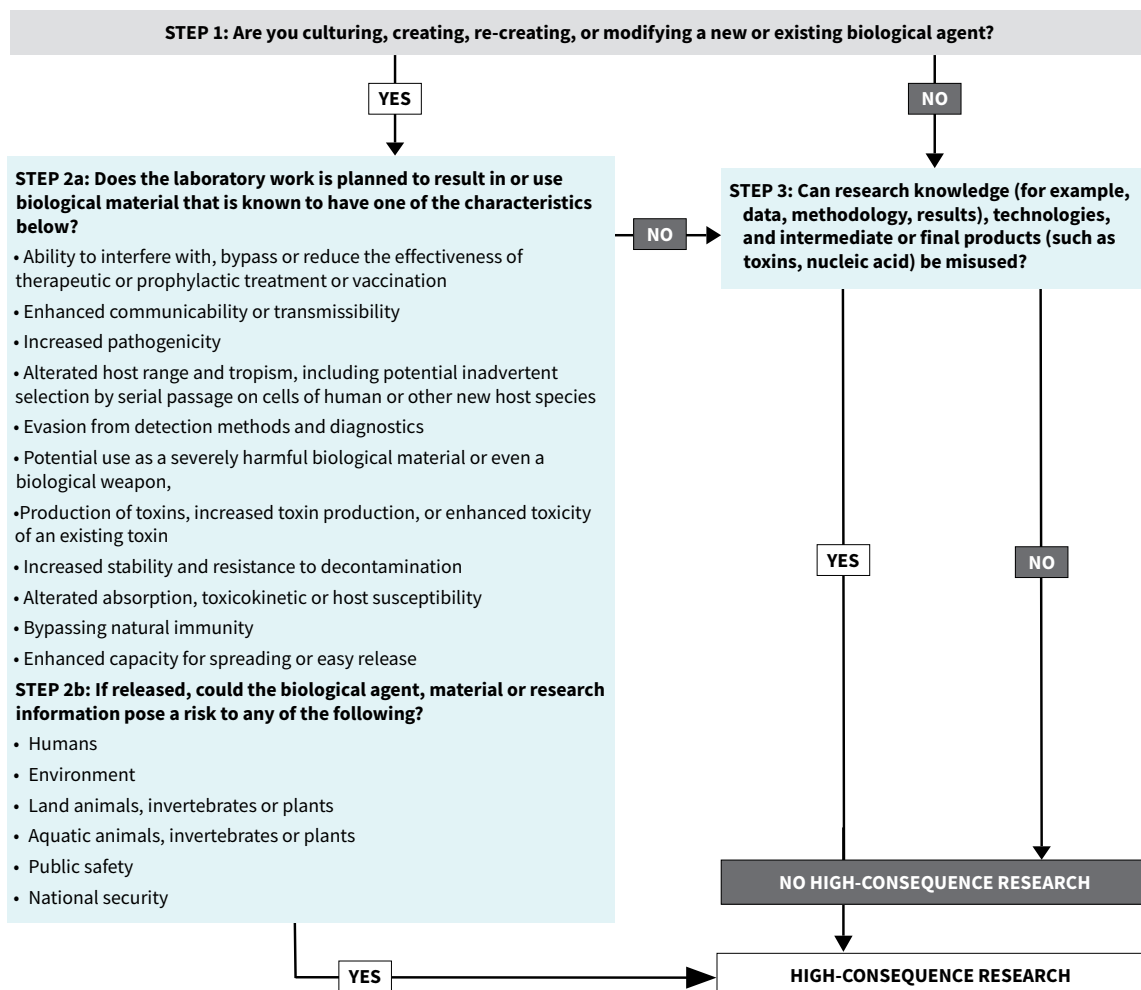 STEP 1: Are you culturing, creating, re-creating, or modifying a new or existing biological agent?
YES
NO
STEP 2a: Does the laboratory work is planned to result in or use
biological material that is known to have one of the characteristics
below?
• Ability to interfere with, bypass or reduce the effectiveness of
therapeutic or prophylactic treatment or vaccination
• Enhanced communicability or transmissibility
• Increased pathogenicity
• Altered host range and tropism, including potential inadvertent
selection by serial passage on cells of human or other new host species
• Evasion from detection methods and diagnostics
• Potential use as a severely harmful biological material or even a
biological weapon,
•Production of toxins, increased toxin production, or enhanced toxicity
of an existing toxin
• Increased stability and resistance to decontamination
• Altered absorption, toxicokinetic or host susceptibility
• Bypassing natural immunity
• Enhanced capacity for spreading or easy release
STEP 2b: If released, could the biological agent, material or research
information pose a risk to any of the following?
• Humans
• Environment
• Land animals, invertebrates or plants
• Aquatic animals, invertebrates or plants
• Public safety
• National security
NO
STEP 3: Can research knowledge (for example,
data, methodology, results), technologies,
and intermediate or final products (such as
toxins, nucleic acid) be misused?
YES
NO
NO HIGH-CONSEQUENCE RESEARCH
YES
HIGH-CONSEQUENCE RESEARCH